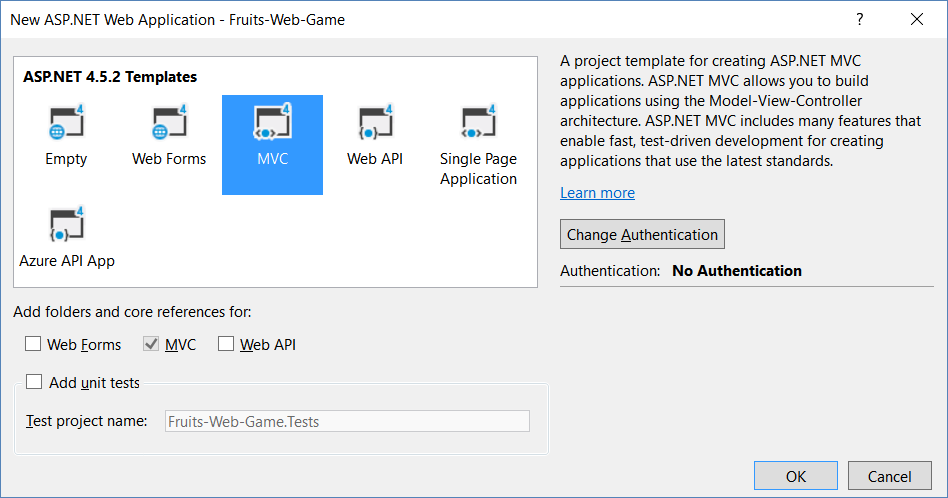 New ASP.NET Web Application - Fruits-Web-Game
?
ASP.NET 4.5.2 Templates
4 4 4 4 4
Empty Web Forms MVC Web API Single Page
Application
4
Azure API App
A project template for creating ASP.NET MVC
applications. ASP.NET MVC allows you to build
applications using the Model-View-Controller
architecture. ASP.NET MVC includes many features that
enable fast, test-driven development for creating
applications that use the latest standards.
Learn more
Change Authentication
Authentication: No Authentication
Add folders and core references for:
Web Forms MVC Web API
Add unit tests
Test project name: Fruits-Web-Game.Tests
OK Cancel